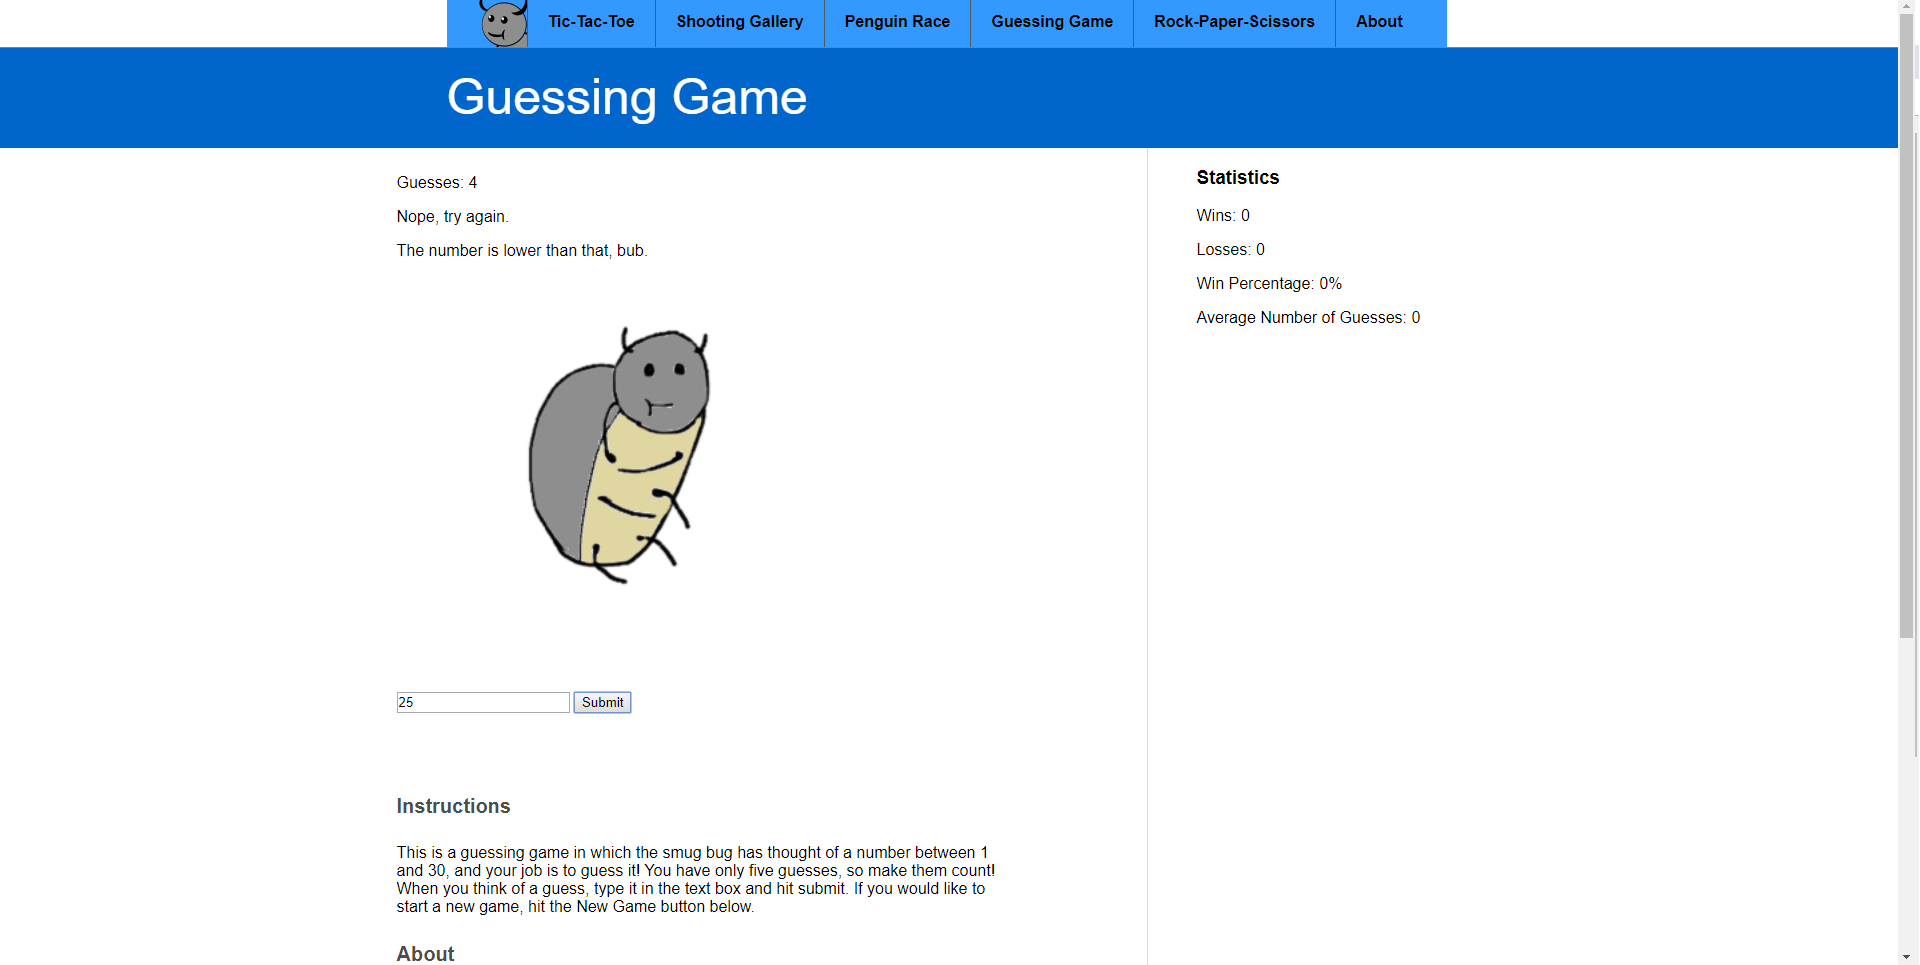 Tic-Tac-Toe
Shooting Gallery
Penguin Race
Guessing Game
Rock-Paper-Scissors
About
Guessing Game
Guesses: 4
Nope, try again.
The number is lower than that, bub.
25
Submit
Instructions
This is a guessing game in which the smug bug has thought of a number between 1
and 30, and your job is to guess it! You have only five guesses, so make them count!
When you think of a guess, type it in the text box and hit submit. If you would like to
start a new game, hit the New Game button below.
About
Statistics
Wins: 0
Losses: 0
Win Percentage: 0%
Average Number of Guesses: 0